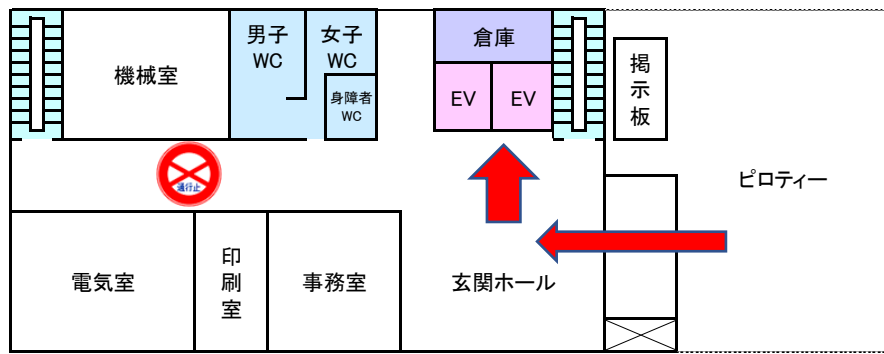 機械室
男子
WC
女子
WC
身障者
WC
倉庫
EV
EV
掲
示
板
通行止
ピロティー
電気室
印
刷
室
事務室
玄関ホール